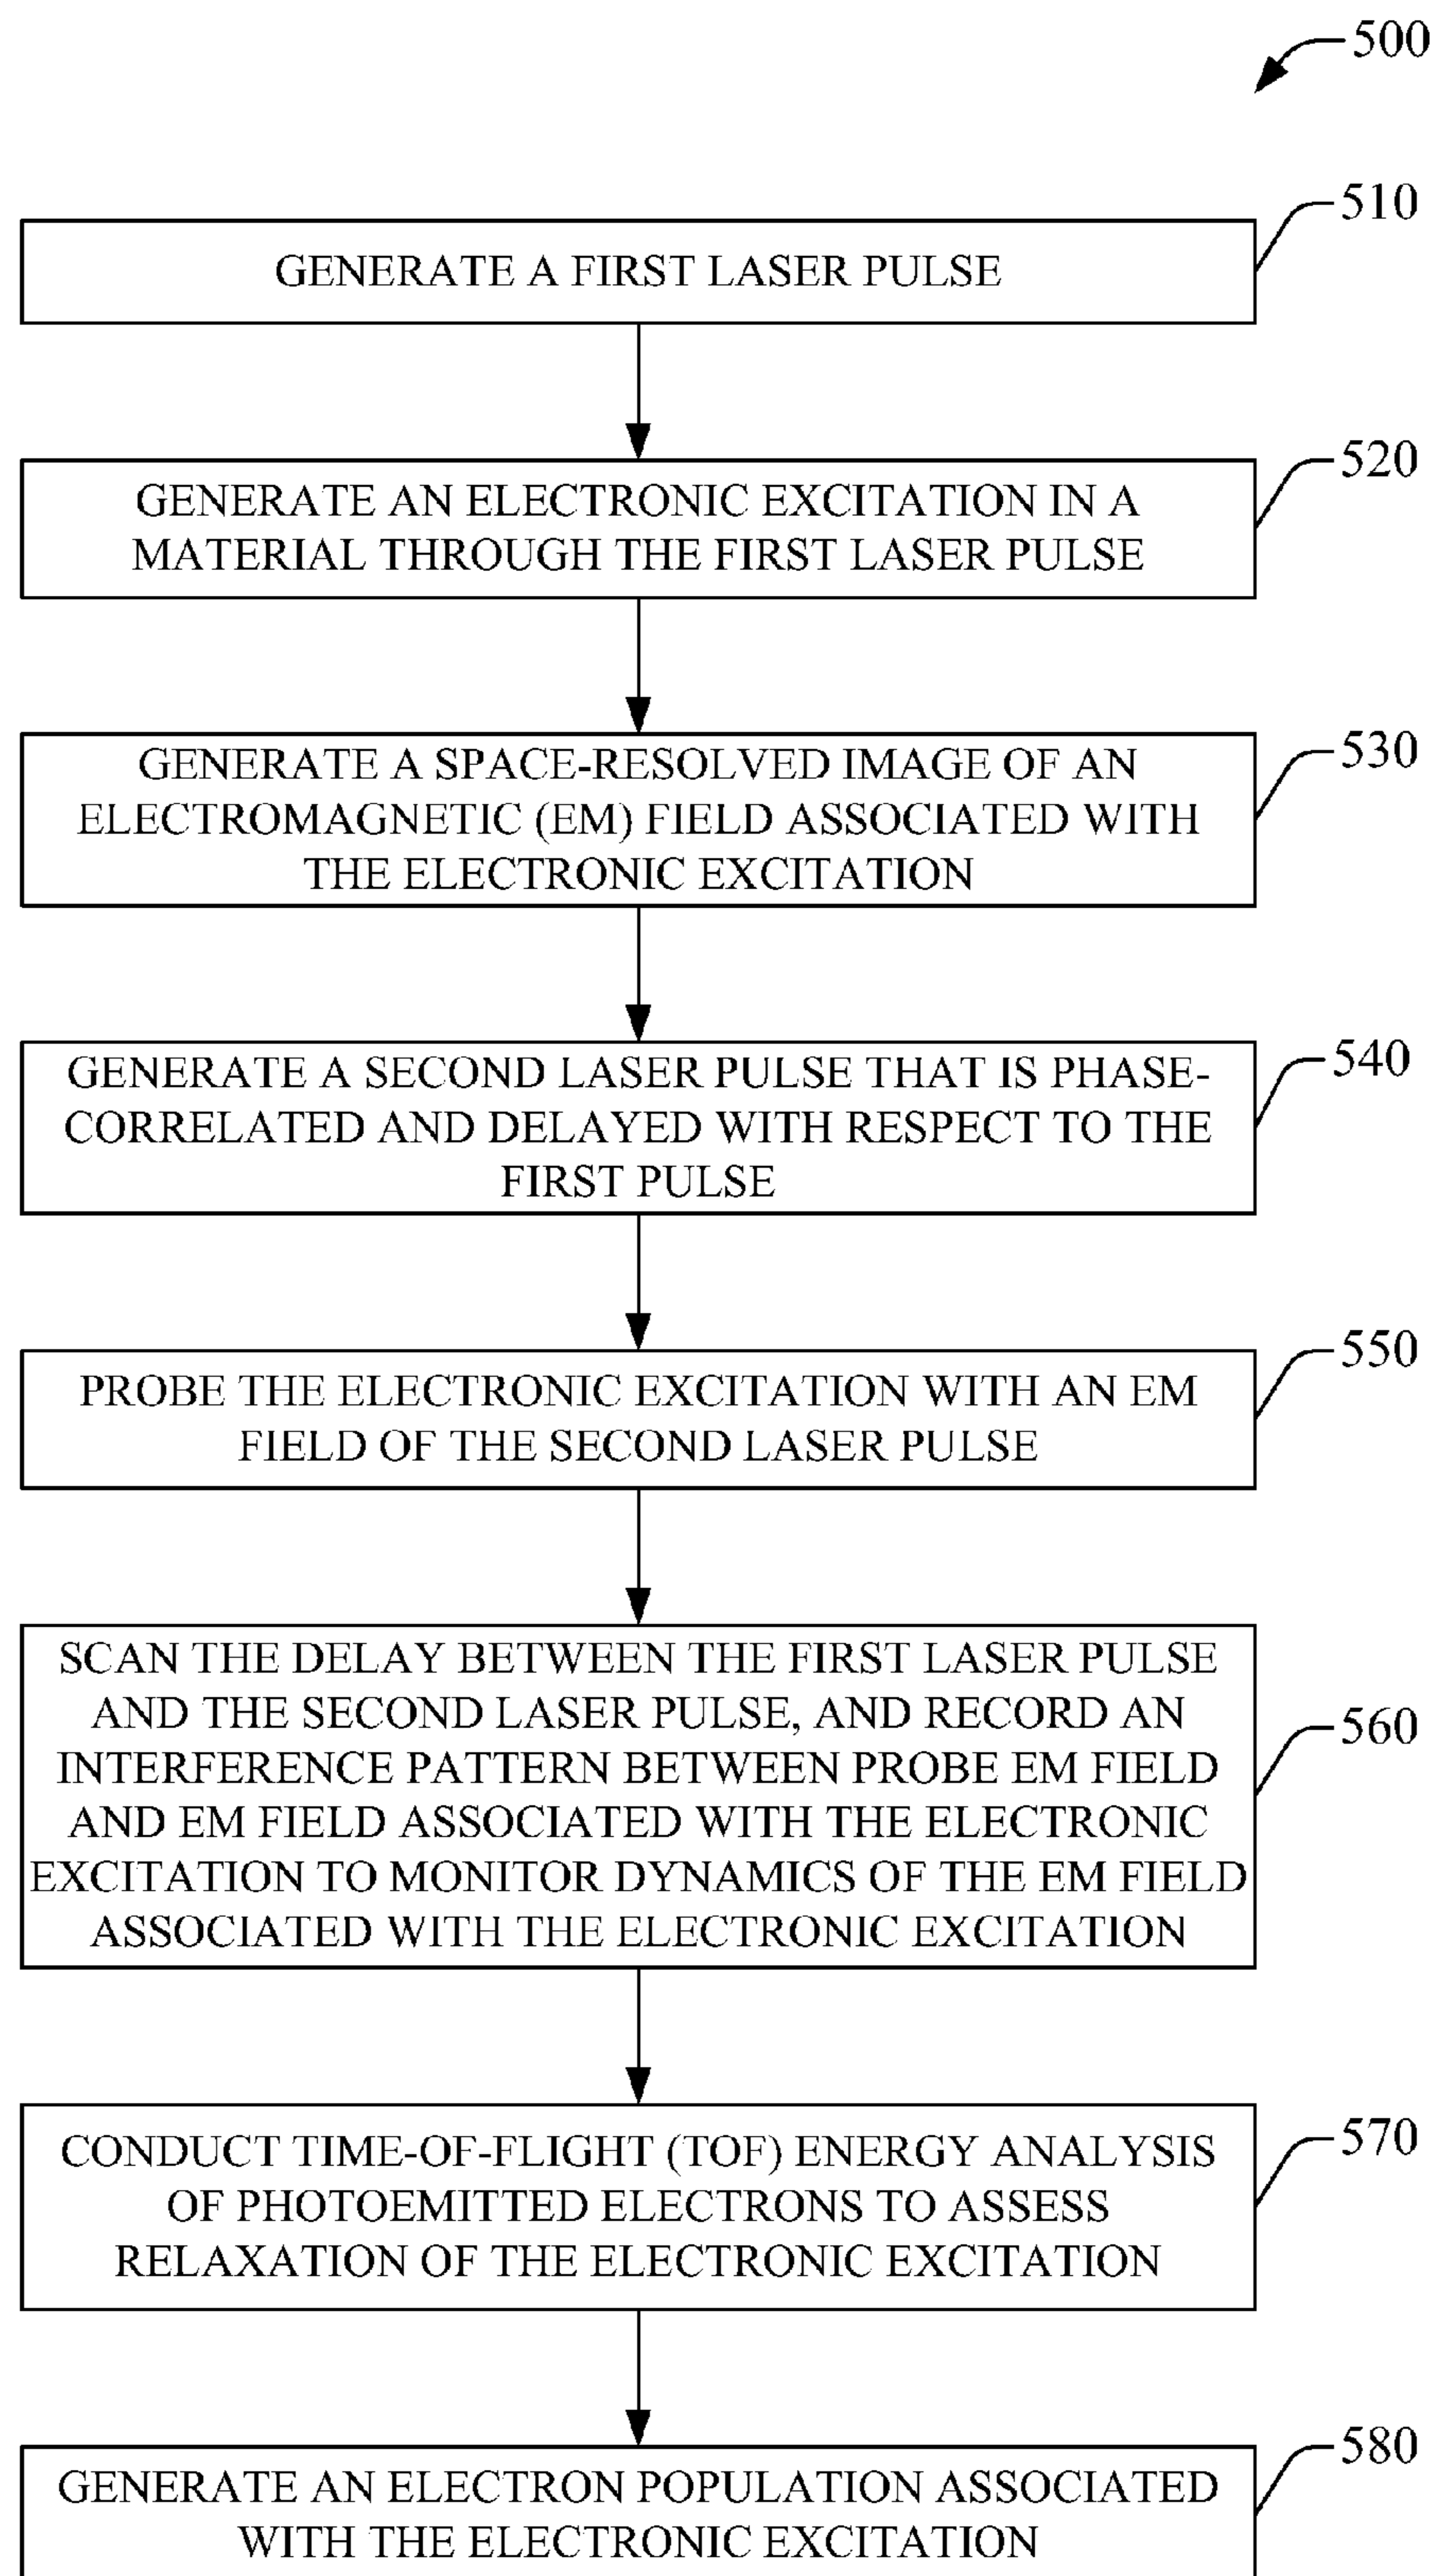 500
510
GENERATE A FIRST LASER PULSE
520
GENERATE AN ELECTRONIC EXCITATION IN A
MATERIAL THROUGH THE FIRST LASER PULSE
530
GENERATE A SPACE-RESOLVED IMAGE OF AN
ELECTROMAGNETIC (EM) FIELD ASSOCIATED WITH
THE ELECTRONIC EXCITATION
540
GENERATE A SECOND LASER PULSE THAT IS PHASE-
CORRELATED AND DELAYED WITH RESPECT TO THE
FIRST PULSE
550
PROBE THE ELECTRONIC EXCITATION WITH AN EM
FIELD OF THE SECOND LASER PULSE
560
SCAN THE DELAY BETWEEN THE FIRST LASER PULSE
AND THE SECOND LASER PULSE, AND RECORD AN
INTERFERENCE PATTERN BETWEEN PROBE EM FIELD
AND EM FIELD ASSOCIATED WITH THE ELECTRONIC
EXCITATION TO MONITOR DYNAMICS OF THE EM FIELD
ASSOCIATED WITH THE ELECTRONIC EXCITATION
570
CONDUCT TIME-OF-FLIGHT (TOF) ENERGY ANALYSIS
OF PHOTOEMITTED ELECTRONS TO ASSESS
RELAXATION OF THE ELECTRONIC EXCITATION
580
GENERATE AN ELECTRON POPULATION ASSOCIATED
WITH THE ELECTRONIC EXCITATION